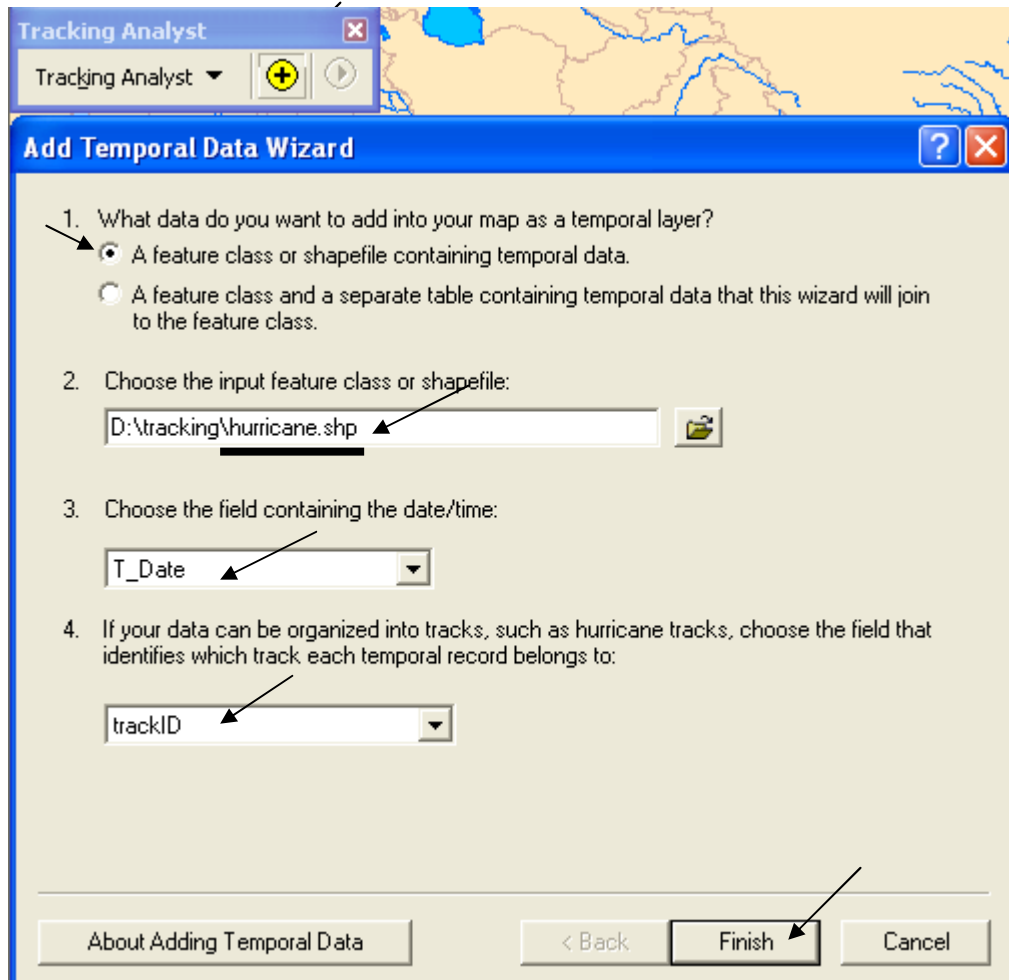 Tracking Analyst
Tracking Analyst
Add Temporal Data Wizard
1. What data do you want to add into your map as a temporal layer?
A feature class or shapefile containing temporal data.
A feature class and a separate table containing temporal data that this wizard will join
to the feature class.
2. Choose the input feature class or shapefile:
D:\tracking\hurricane.shp
3. Choose the field containing the date/time:
T_Date
4. If your data can be organized into tracks, such as hurricane tracks, choose the field that
identifies which track each temporal record belongs to:
trackID
About Adding Temporal Data
< Back
Finish
Cancel